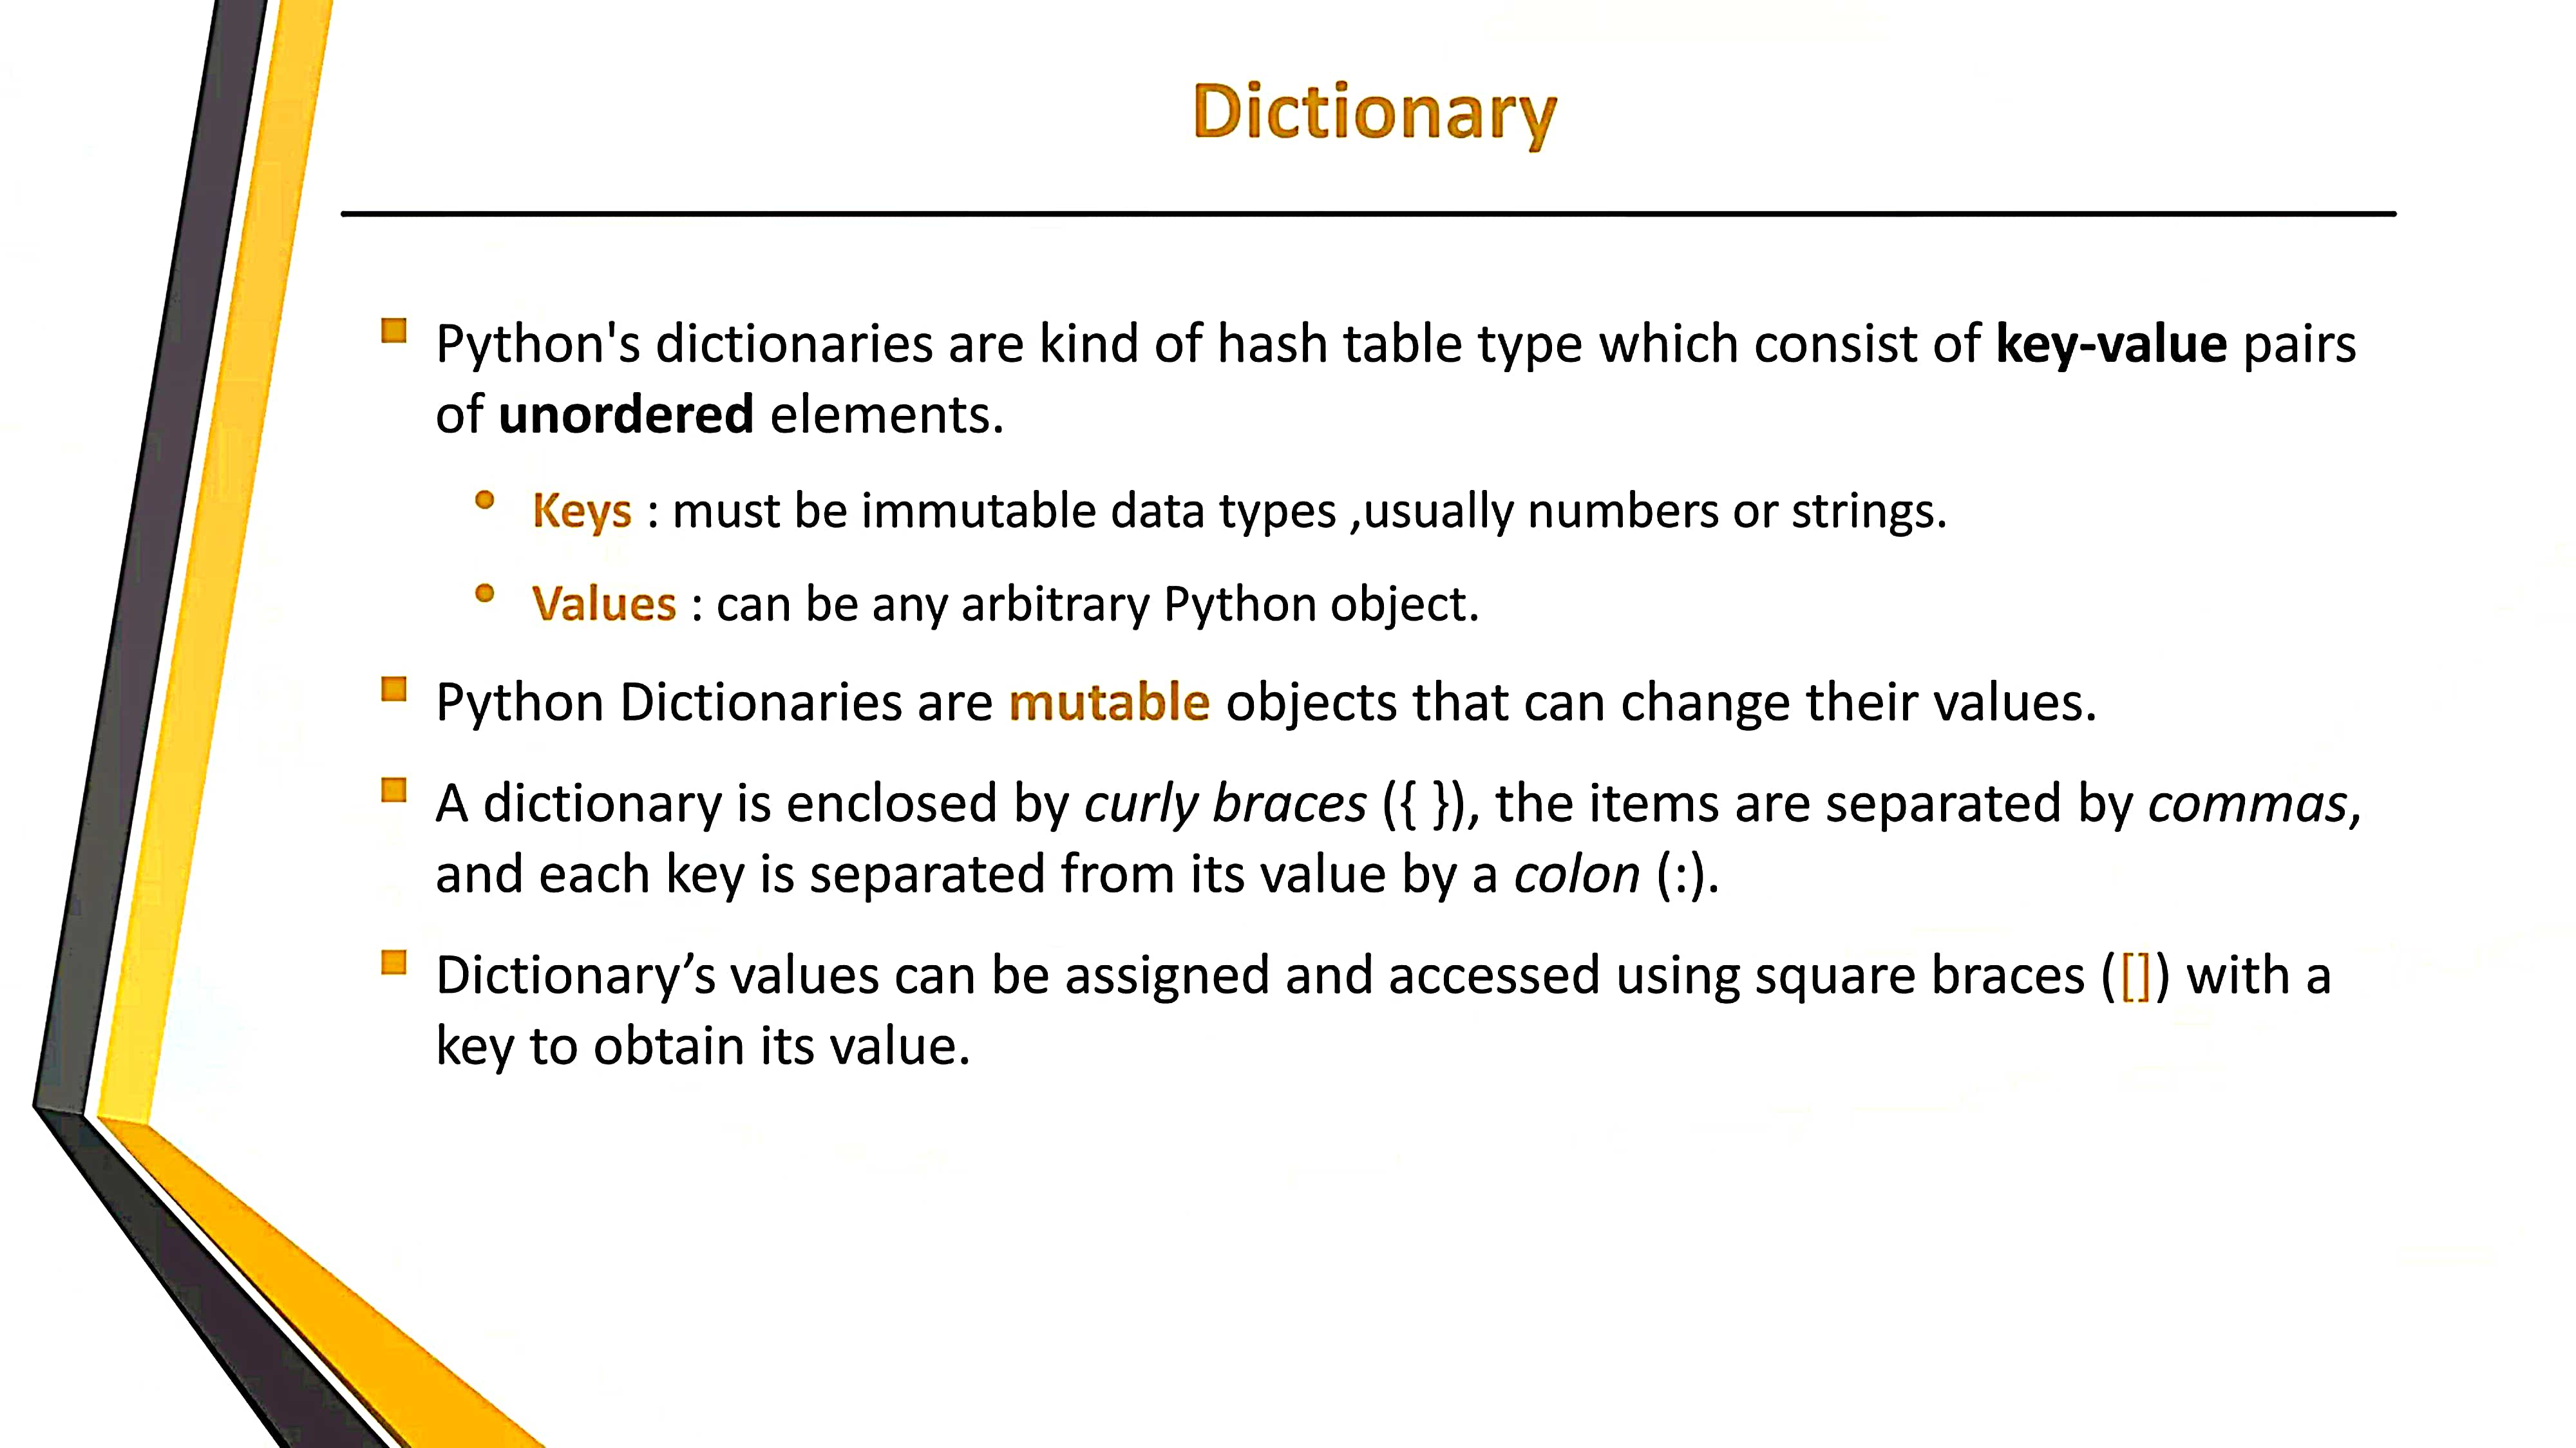 Dictionary
Python's dictionaries are kind of hash table type which consist of key-value pairs
of unordered elements.
Keys : must be immutable data types ,usually numbers or strings.
Values : can be any arbitrary Python object.
Python Dictionaries are mutable objects that can change their values.
A dictionary is enclosed by curly braces ({ }), the items are separated by commas,
and each key is separated from its value by a colon (:).
Dictionary’s values can be assigned and accessed using square braces ([]) with a
key to obtain its value.